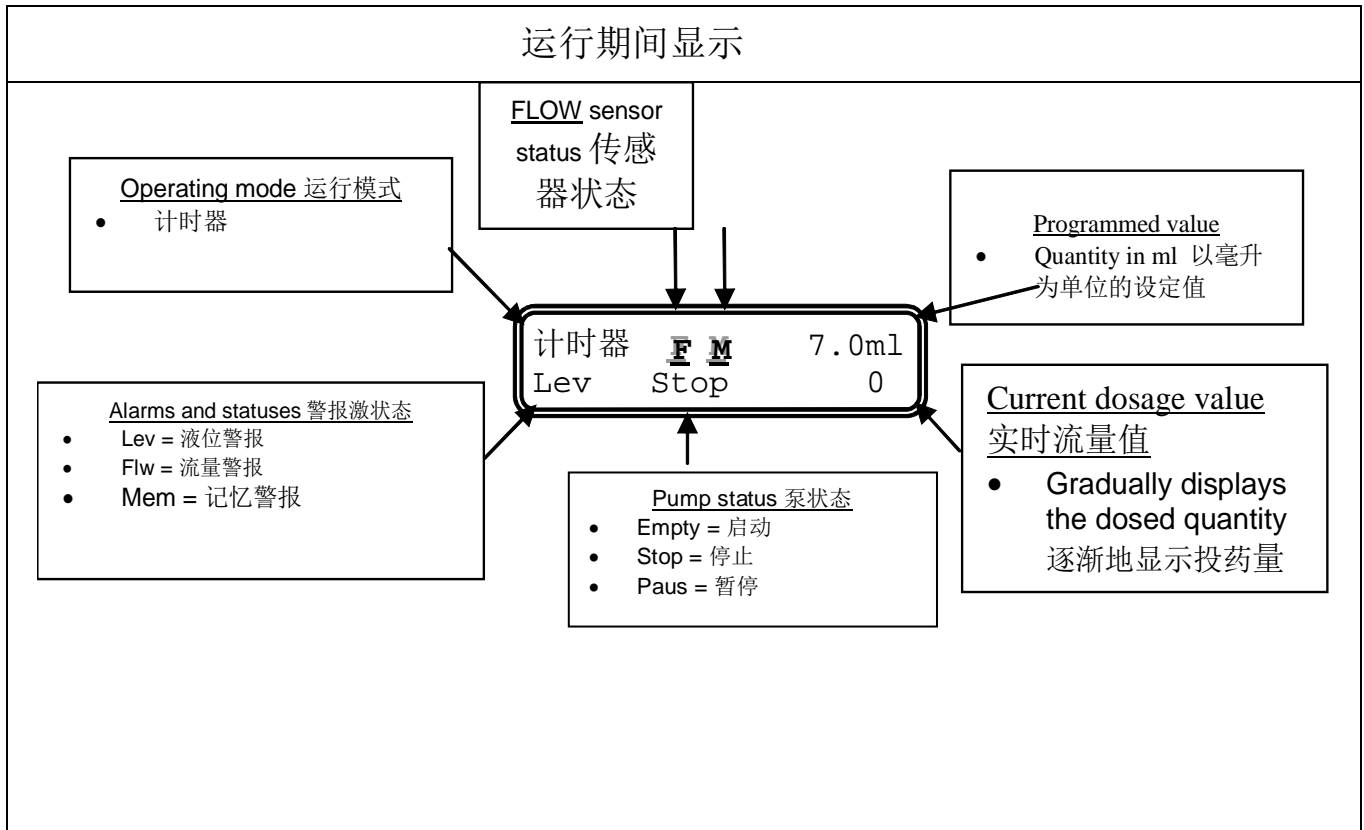 运行期间显示
FLOW sensor
status 传感
器状态
Operating mode 运行模式
• 计时器
Programmed value
• Quantity in ml 以毫升
为单位的设定值
计时器 F M 7.0ml
Lev Stop 0
Alarms and statuses 警报激状态
• Lev = 液位警报
• Flw = 流量警报
• Mem = 记忆警报
Pump status 泵状态
• Empty = 启动
• Stop = 停止
• Paus = 暂停
Current dosage value
实时流量值
• Gradually displays
the dosed quantity
逐渐地显示投药量